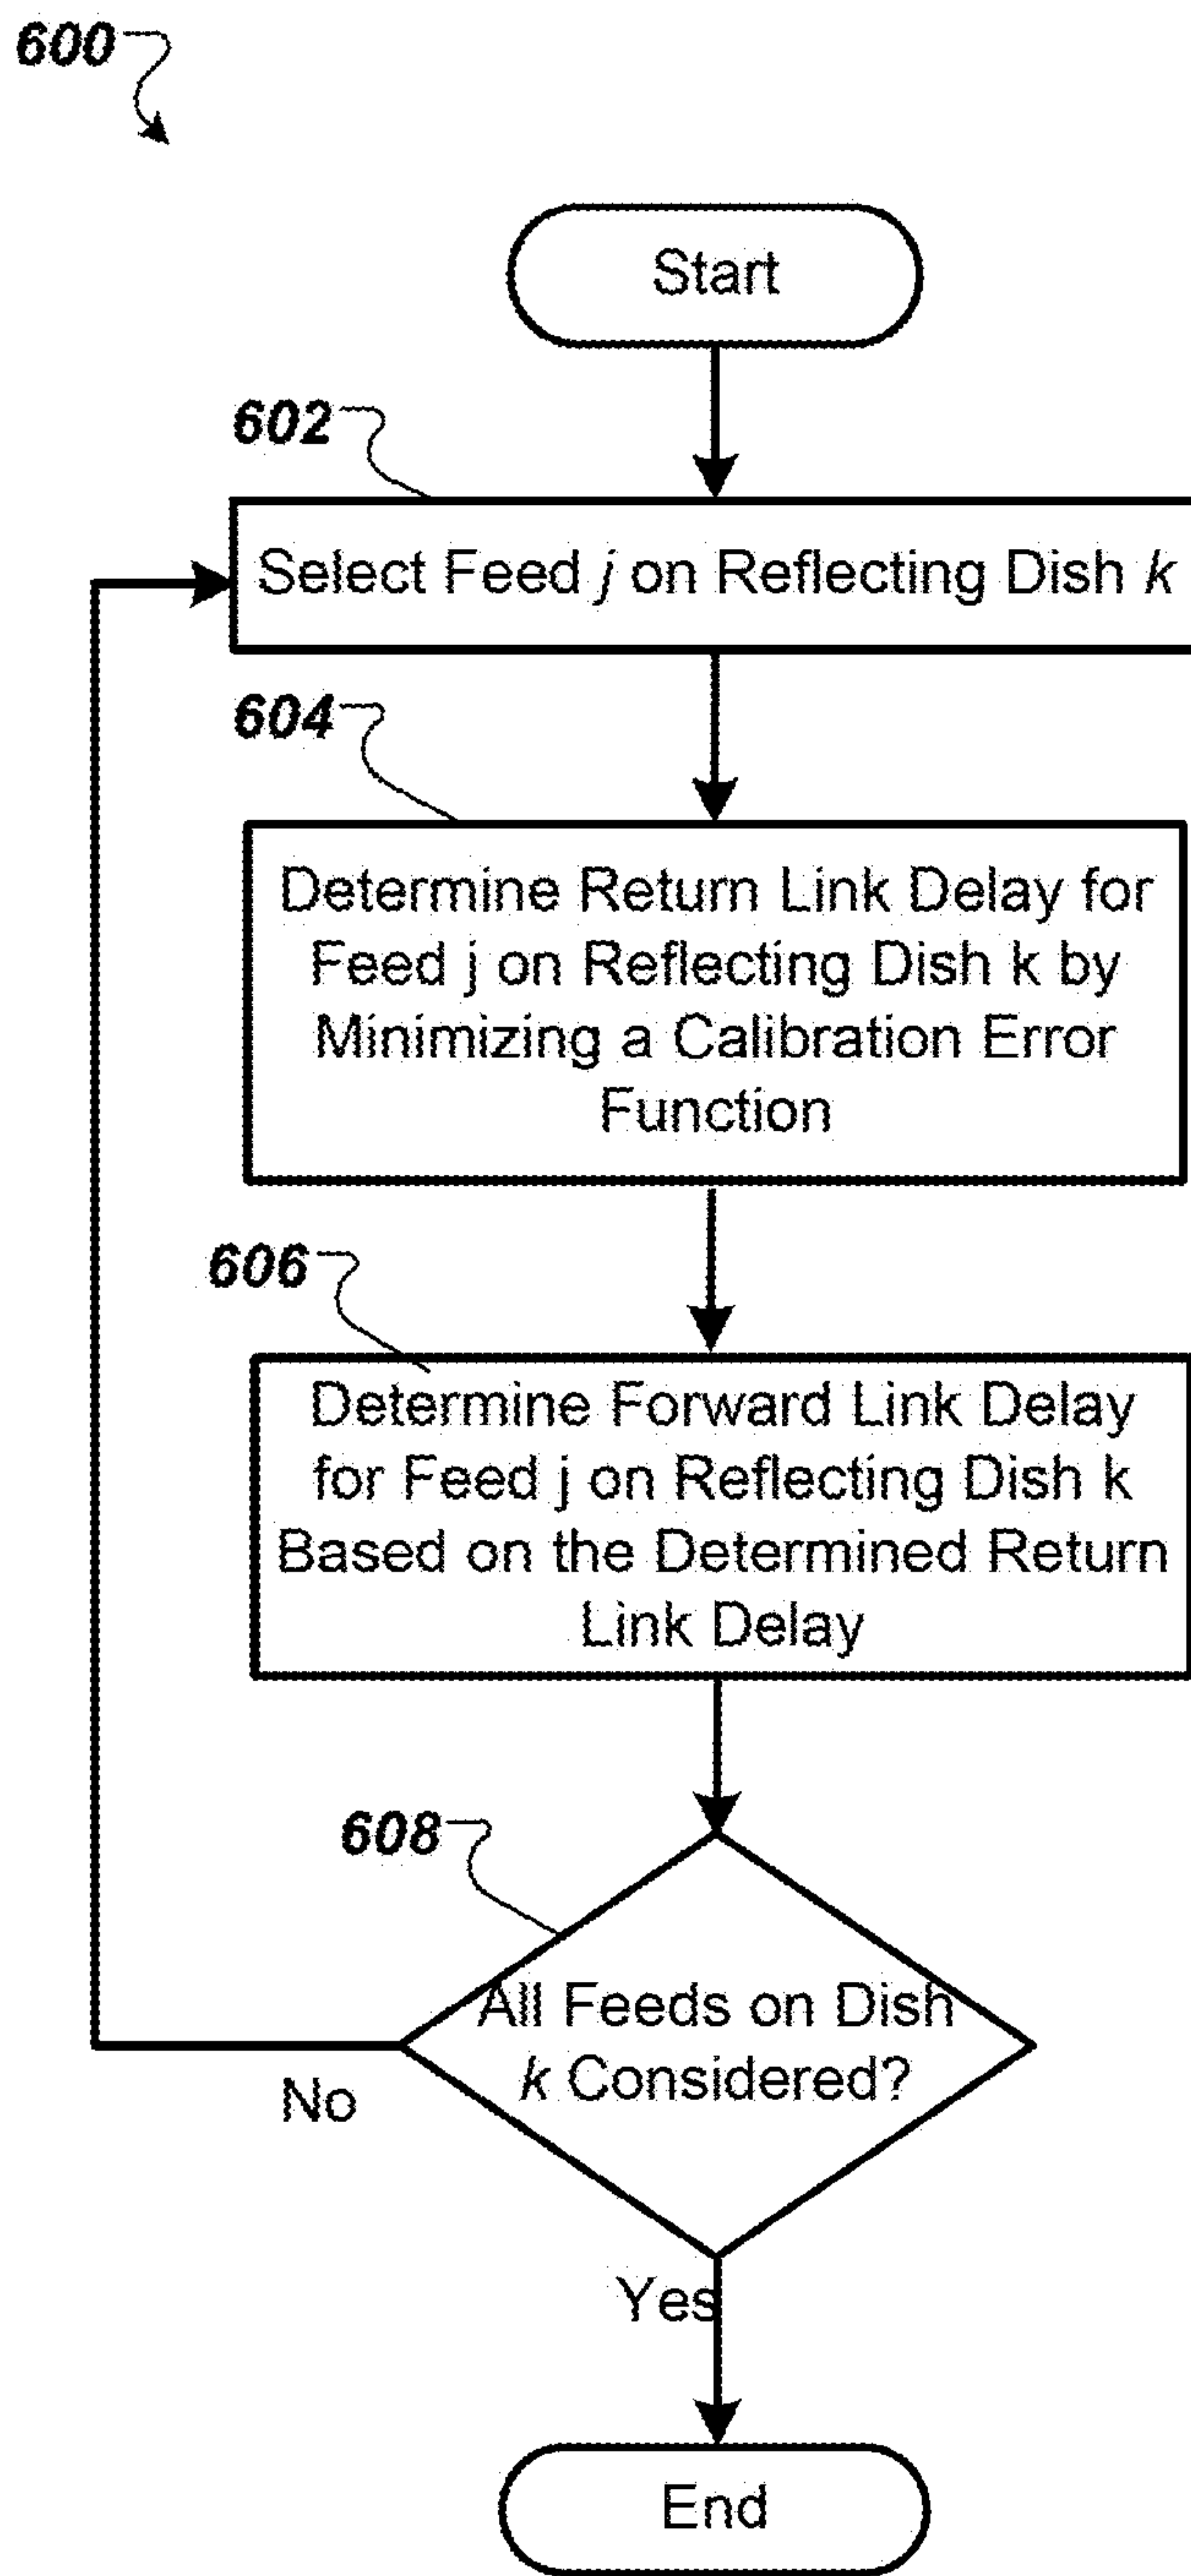 600
Start
602
Select Feed j on Reflecting Dish k
604
Determine Return Link Delay for
Feed j on Reflecting Dish k by
Minimizing a Calibration Error
Function
606
Determine Forward Link Delay
for Feed j on Reflecting Dish k
Based on the Determined Return
Link Delay
608
All Feeds on Dish
k Considered?
No
Yes
End